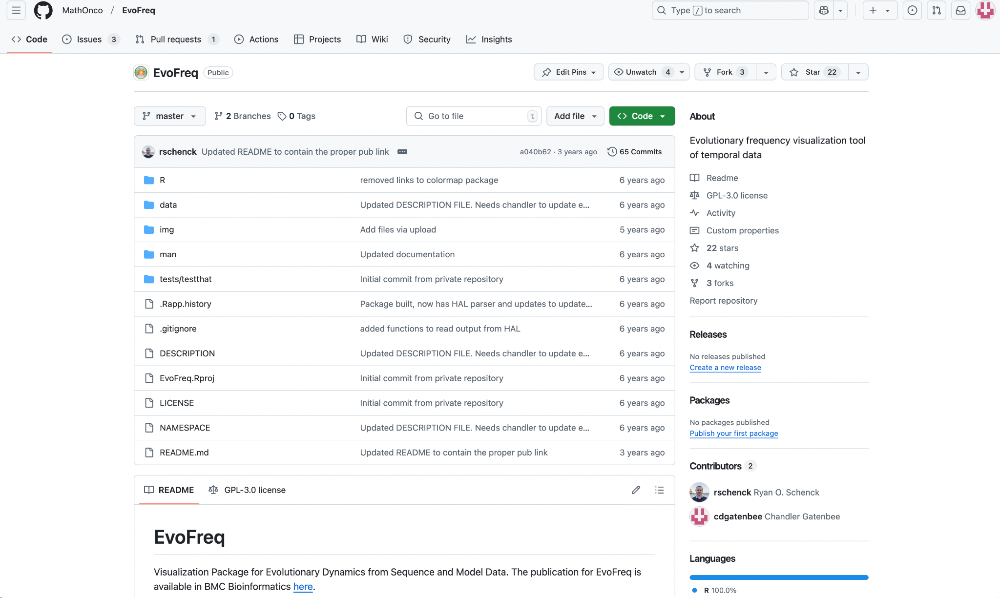 MathOnco / EvoFreq
Type / to search
Code
Issues 3
Pull requests 1
Actions
Projects
Wiki
Security
Insights
EvoFreq Public
Edit Pins
Unwatch 4
Fork 3
Star 22
master
2 Branches
0 Tags
Go to file t
Add file
Code
rschenck Updated README to contain the proper pub link a040b62 · 3 years ago 65 Commits
R removed links to colormap package 6 years ago
data Updated DESCRIPTION FILE. Needs chandler to update e... 6 years ago
img Add files via upload 5 years ago
man Updated documentation 6 years ago
tests/testthat Initial commit from private repository 6 years ago
.Rapp.history Package built, now has HAL parser and updates to update... 6 years ago
.gitignore added functions to read output from HAL 6 years ago
DESCRIPTION Updated DESCRIPTION FILE. Needs chandler to update e... 6 years ago
EvoFreq.Rproj Initial commit from private repository 6 years ago
LICENSE Initial commit from private repository 6 years ago
NAMESPACE Updated DESCRIPTION FILE. Needs chandler to update e... 6 years ago
README.md Updated README to contain the proper pub link 3 years ago
README
GPL-3.0 license
EvoFreq
Visualization Package for Evolutionary Dynamics from Sequence and Model Data. The publication for EvoFreq is
available in BMC Bioinformatics here.
About
Evolutionary frequency visualization tool
of temporal data
Readme
GPL-3.0 license
Activity
Custom properties
22 stars
4 watching
3 forks
Report repository
Releases
No releases published
Create a new release
Packages
No packages published
Publish your first package
Contributors 2
rschenck Ryan O. Schenck
cdgatenbee Chandler Gatenbee
Languages
R 100.0%